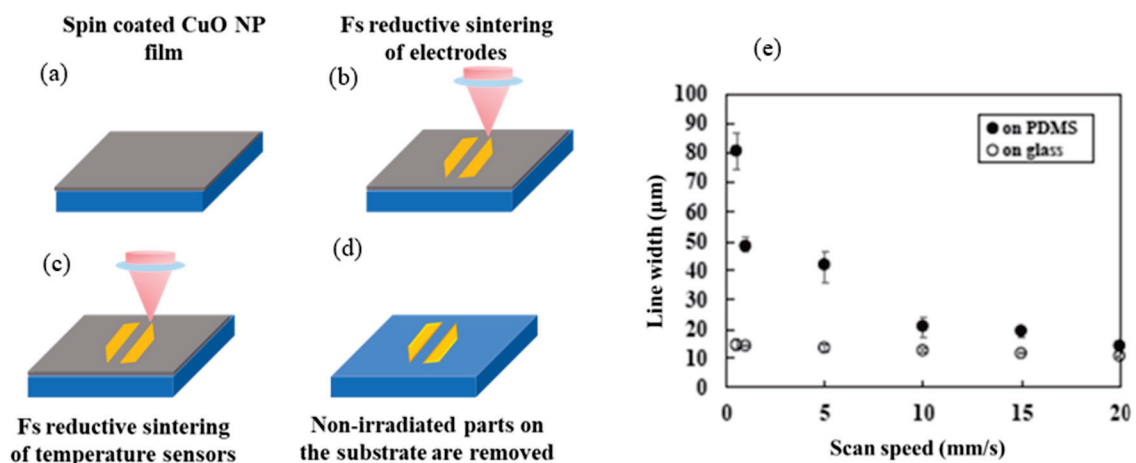 Spin coated CuO NP
film
(a)
Fs reductive sintering
of electrodes
(b)
(c)
Fs reductive sintering
of temperature sensors
(d)
Non-irradiated parts on
the substrate are removed
(e)
100
90
80
70
60
50
40
30
20
10
0
Line width (μm)
on PDMS
on glass
0
5
10
15
20
Scan speed (mm/s)